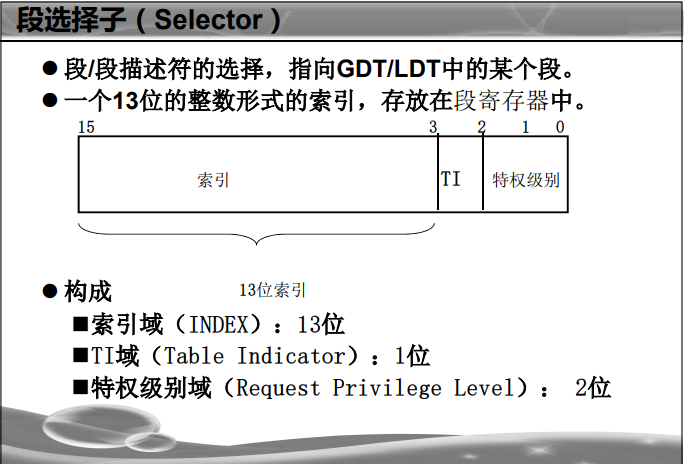 段选择子（Selector）
●段/段描述符的选择，指向GDT/LDT中的某个段。
●一个13位的整数形式的索引，存放在段寄存器中。
15 3 2 1 0
索引 TI 特权级别
13位索引
●构成
■索引域（INDEX）：13位
■TI域（Table Indicator）：1位
■特权级别域（Request Privilege Level）： 2位